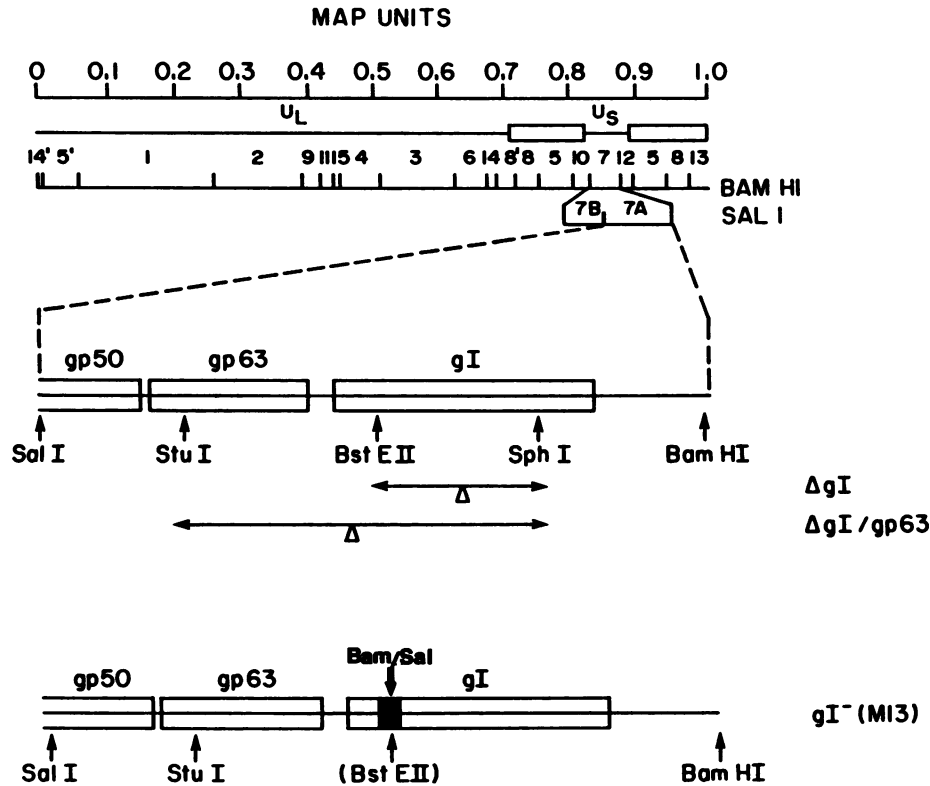 MAP UNITS
0 0.1 0.2 0.3 0.4 0.5 0.6 0.7 0.8 0.9 1.0
UL US
14' 5' 1 2 9 11 15 4 3 6 14 8' 8 5 10 7 12 5 8 13
BAM HI
7B 7A SAL I
gp50 gp63 gI
Sal I Stu I Bst EII Sph I Bam HI
Δ ΔgI
Δ ΔgI/gp63
Bam/Sal
gp50 gp63 gI
gI⁻(M13)
Sal I Stu I (Bst EII) Bam HI